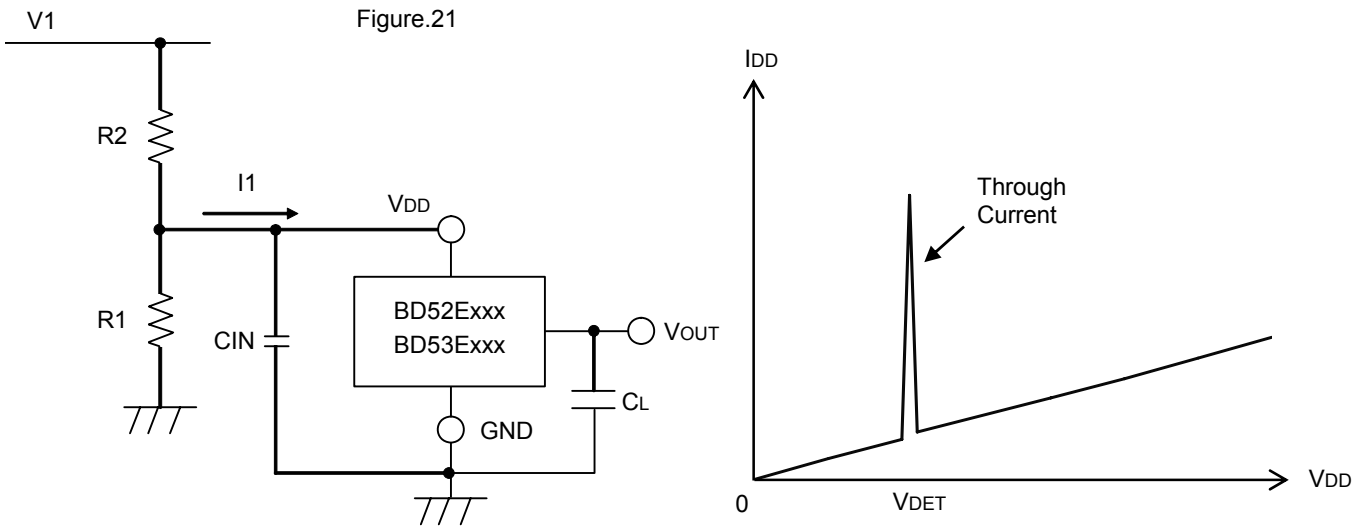 V1
Figure.21
R2
I1
VDD
R1
CIN
BD52Exxx
BD53Exxx
VOUT
CL
GND
IDD
Through
Current
0
VDET
VDD